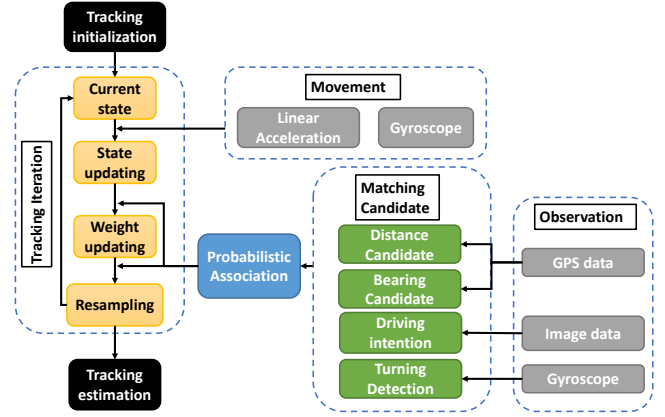 Tracking
initialization
Tracking Iteration
Current
state
State
updating
Weight
updating
Resampling
Tracking
estimation
Movement
Linear
Acceleration
Gyroscope
Probabilistic
Association
Matching
Candidate
Distance
Candidate
Bearing
Candidate
Driving
intention
Turning
Detection
Observation
GPS data
Image data
Gyroscope